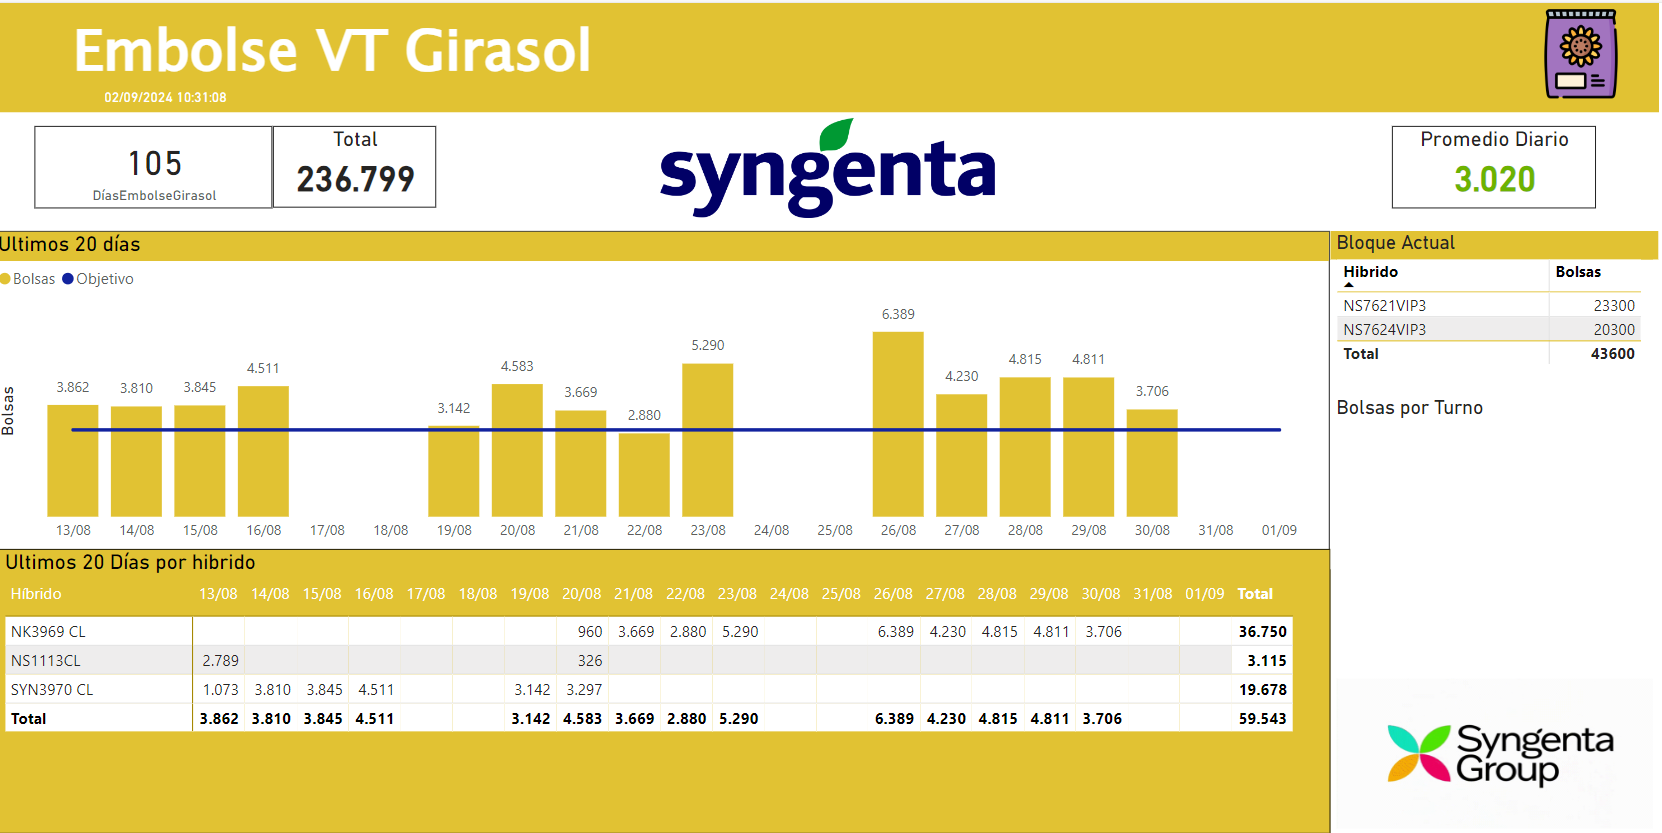 Embolse VT Girasol
02/09/2024 10:31:08
105
DíasEmbolseGirasol
Total
236.799
syngenta
Promedio Diario
3.020
Ultimos 20 días
Bolsas Objetivo
Bolsas
3.862 3.810 3.845 4.511 3.142 4.583 3.669 2.880 5.290 6.389 4.230 4.815 4.811 3.706
13/08 14/08 15/08 16/08 17/08 18/08 19/08 20/08 21/08 22/08 23/08 24/08 25/08 26/08 27/08 28/08 29/08 30/08 31/08 01/09
Bloque Actual
Hibrido Bolsas
NS7621VIP3 23300
NS7624VIP3 20300
Total 43600
Bolsas por Turno
Ultimos 20 Días por hibrido
Híbrido 13/08 14/08 15/08 16/08 17/08 18/08 19/08 20/08 21/08 22/08 23/08 24/08 25/08 26/08 27/08 28/08 29/08 30/08 31/08 01/09 Total
NK3969 CL 960 3.669 2.880 5.290 6.389 4.230 4.815 4.811 3.706 36.750
NS1113CL 2.789 326 3.115
SYN3970 CL 1.073 3.810 3.845 4.511 3.142 3.297 19.678
Total 3.862 3.810 3.845 4.511 3.142 4.583 3.669 2.880 5.290 6.389 4.230 4.815 4.811 3.706 59.543
Syngenta
Group